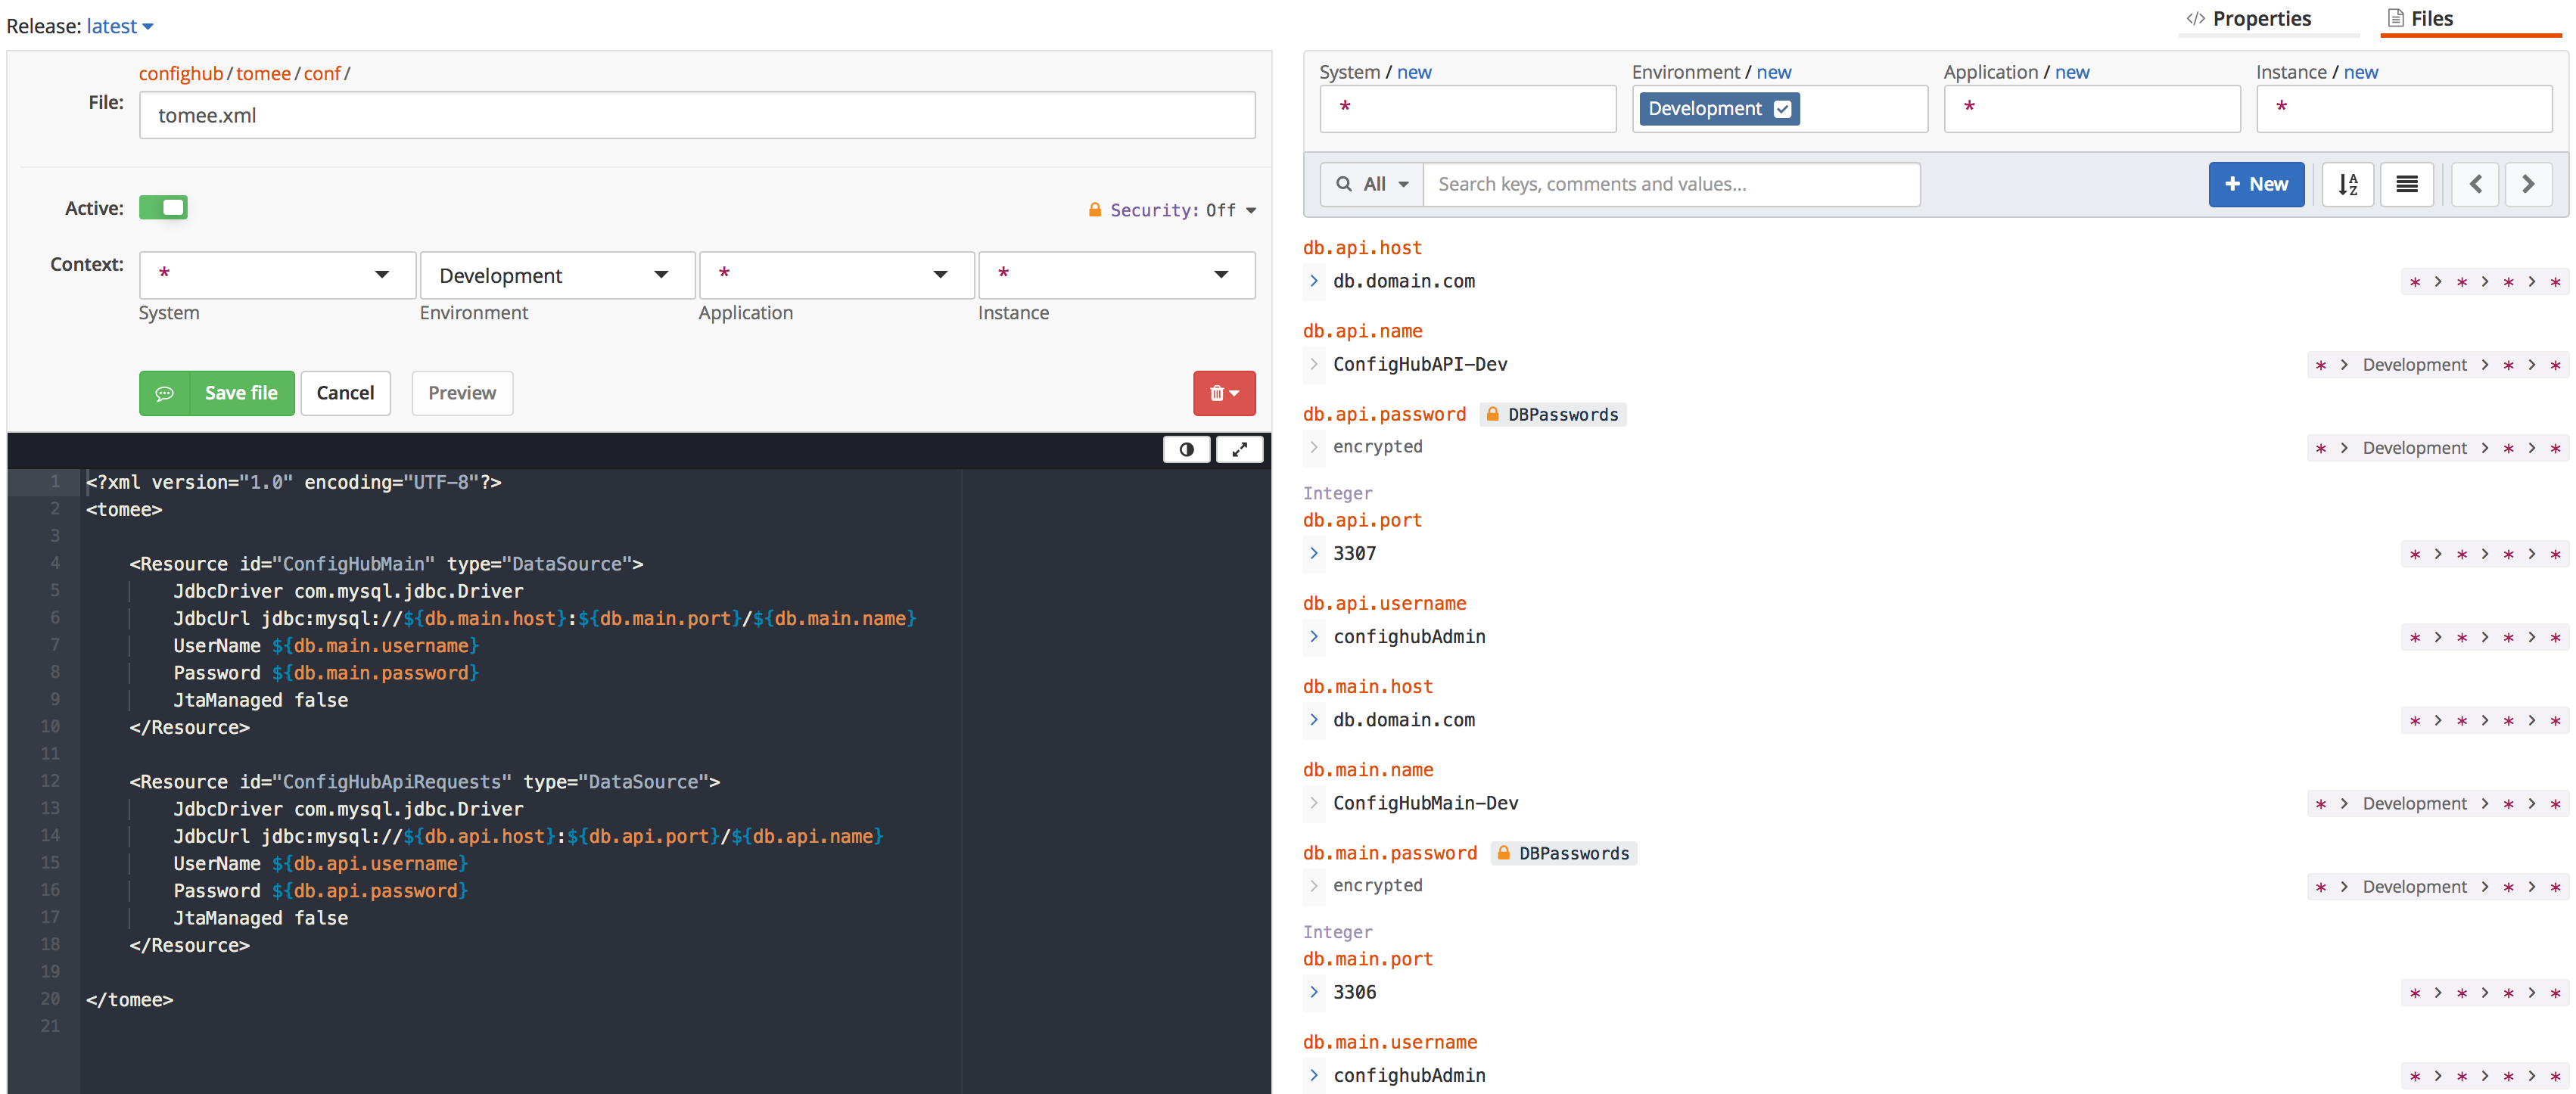 Release: latest
confighub/tomee/conf/
File:
tomee.xml
Active:
Security: Off
Context:
*
Development
*
*
System
Environment
Application
Instance
Save file
Cancel
Preview
1 <?xml version="1.0" encoding="UTF-8"?>
2 <tomee>
3
4 <Resource id="ConfigHubMain" type="DataSource">
5 JdbcDriver com.mysql.jdbc.Driver
6 JdbcUrl jdbc:mysql://${db.main.host}:${db.main.port}/${db.main.name}
7 UserName ${db.main.username}
8 Password ${db.main.password}
9 JtaManaged false
10 </Resource>
11
12 <Resource id="ConfigHubApiRequests" type="DataSource">
13 JdbcDriver com.mysql.jdbc.Driver
14 JdbcUrl jdbc:mysql://${db.api.host}:${db.api.port}/${db.api.name}
15 UserName ${db.api.username}
16 Password ${db.api.password}
17 JtaManaged false
18 </Resource>
19
20 </tomee>
21
</> Properties
Files
System / new
Environment / new
Application / new
Instance / new
*
Development
*
*
All
Search keys, comments and values...
+ New
A
Z
db.api.host
> db.domain.com
* > * > * > *
db.api.name
> ConfigHubAPI-Dev
* > Development > * > *
db.api.password DBPasswords
> encrypted
* > Development > * > *
Integer
db.api.port
> 3307
* > * > * > *
db.api.username
> confighubAdmin
* > * > * > *
db.main.host
> db.domain.com
* > * > * > *
db.main.name
> ConfigHubMain-Dev
* > Development > * > *
db.main.password DBPasswords
> encrypted
* > Development > * > *
Integer
db.main.port
> 3306
* > * > * > *
db.main.username
> confighubAdmin
* > * > * > *